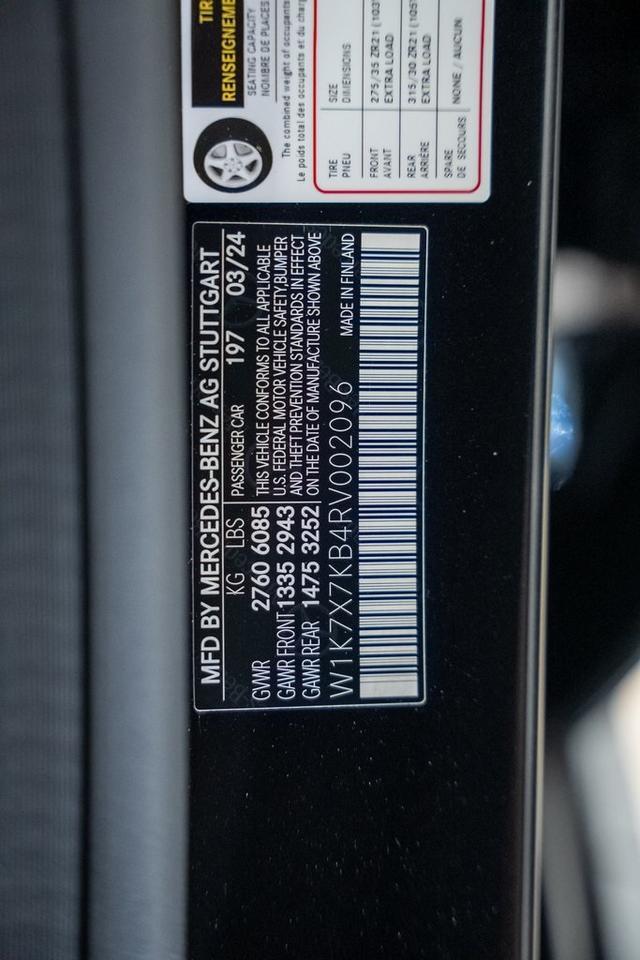 TIR
RENSEIGNEME
SEATING CAPACITY
NOMBRE DE PLACES
The combined weight of occupants
Le poids total des occupants et du char
TIRE SIZE
PNEU DIMENSIONS
FRONT 275/35 ZR21 (103
AVANT EXTRA LOAD
REAR 315/30 ZR21 (105
ARRIÈRE EXTRA LOAD
SPARE NONE / AUCUN
DE SECOURS
MFD BY MERCEDES-BENZ AG STUTTGART
KG LBS PASSENGER CAR 197 03/24
GVWR 2760 6085 THIS VEHICLE CONFORMS TO ALL APPLICABLE
GAWR FRONT 1335 2943 U.S. FEDERAL MOTOR VEHICLE SAFETY,BUMPER
AND THEFT PREVENTION STANDARDS IN EFFECT
GAWR REAR 1475 3252 ON THE DATE OF MANUFACTURE SHOWN ABOVE
W1K7X7KB4RV002096 MADE IN FINLAND